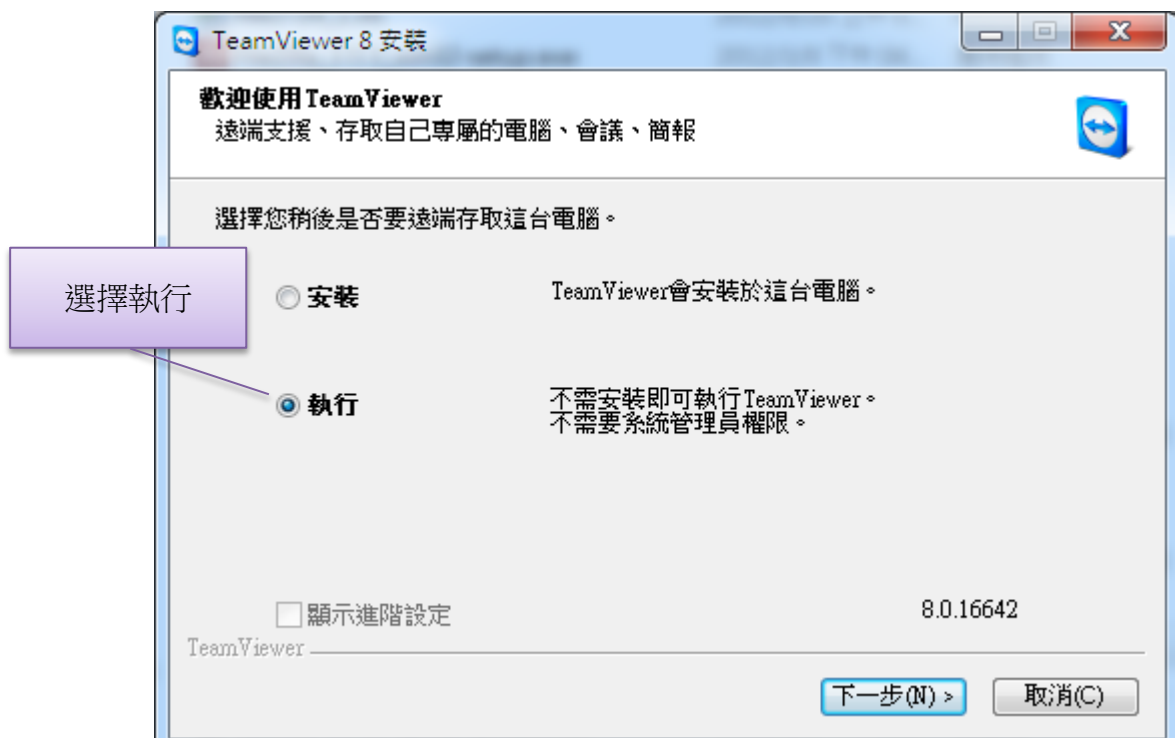 TeamViewer 8 安裝
歡迎使用TeamViewer
遠端支援、存取自己專屬的電腦、會議、簡報
選擇您稍後是否要遠端存取這台電腦。
選擇執行
安裝
TeamViewer會安裝於這台電腦。
執行
不需安裝即可執行TeamViewer。
不需要系統管理員權限。
顯示進階設定
8.0.16642
TeamViewer
下一步(N) >
取消(C)